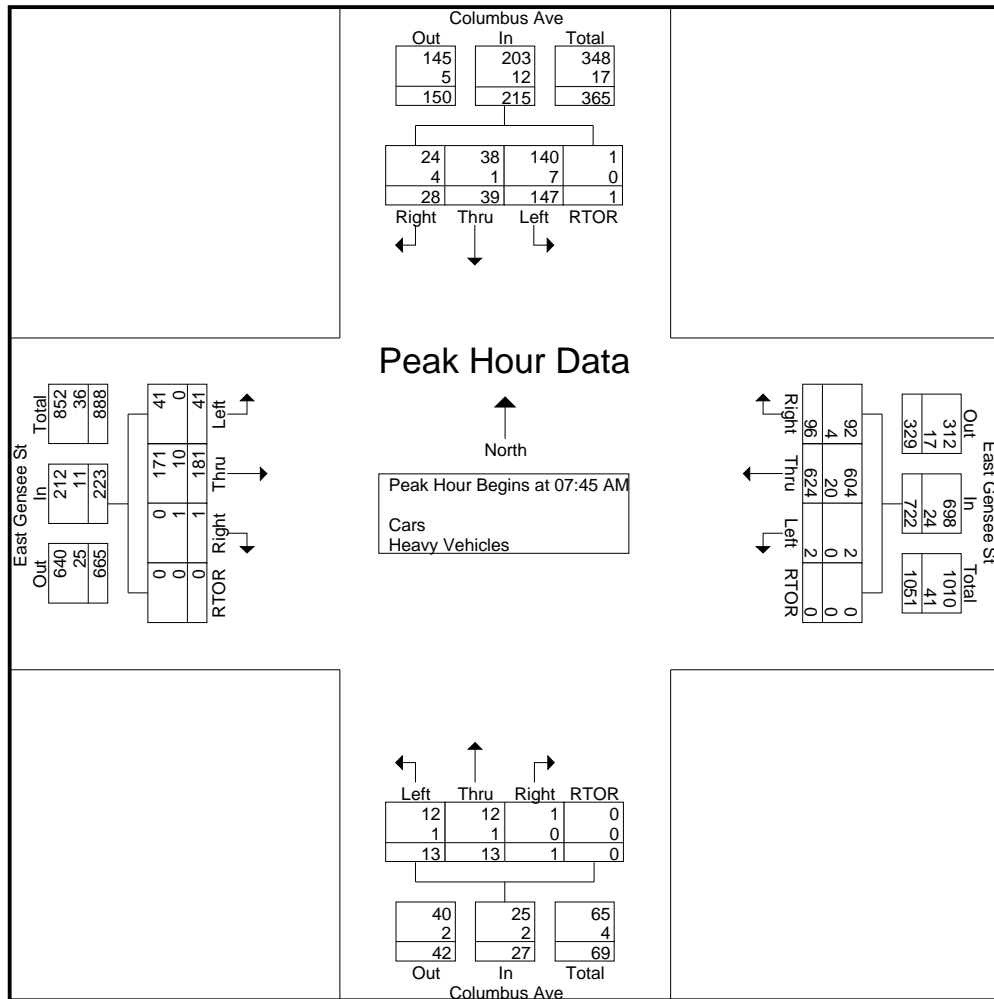 Columbus Ave
Out In Total
145 203 348
5 12 17
150 215 365
24 38 140 1
4 1 7 0
28 39 147 1
Right Thru Left RTOR
Peak Hour Data
North
Peak Hour Begins at 07:45 AM
Cars
Heavy Vehicles
East Gensee St
Out In Total
640 212 852
25 11 36
665 223 888
Left Thru Right RTOR
41 171 0 0
0 10 1 0
41 181 1 0
East Gensee St
Out In Total
312 698 1010
17 24 41
329 722 1051
92 604 2 0
4 20 0 0
96 624 2 0
Right Thru Left RTOR
Left Thru Right RTOR
12 12 1 0
1 1 0 0
13 13 1 0
40 25 65
2 2 4
42 27 69
Out In Total
Columbus Ave